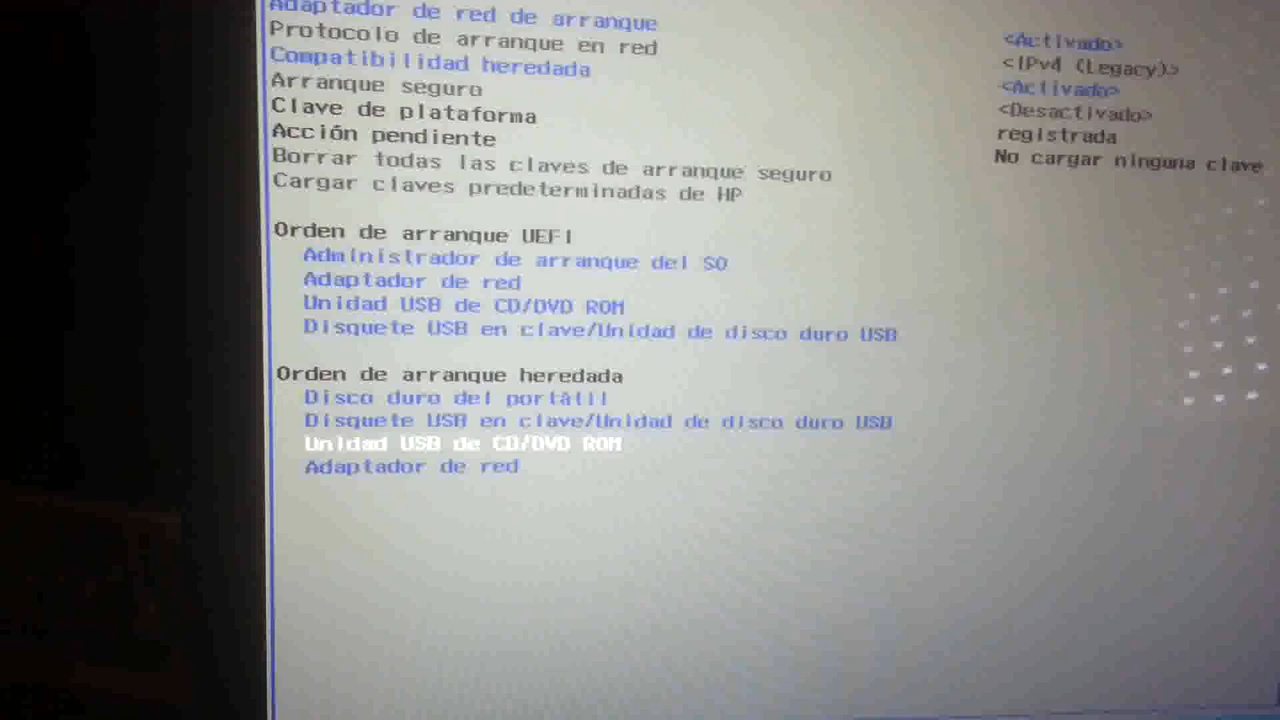 Adaptador de red de arranque <Activado>
Protocolo de arranque en red <IPv4 (Legacy)>
Compatibilidad heredada <Activado>
Arranque seguro <Desactivado>
Clave de plataforma registrada
Acción pendiente No cargar ninguna clave
Borrar todas las claves de arranque seguro
Cargar claves predeterminadas de HP
Orden de arranque UEFI
Administrador de arranque del SO
Adaptador de red
Unidad USB de CD/DVD ROM
Disquete USB en clave/Unidad de disco duro USB
Orden de arranque heredada
Disco duro del portátil
Disquete USB en clave/Unidad de disco duro USB
Unidad USB de CD/DVD ROM
Adaptador de red